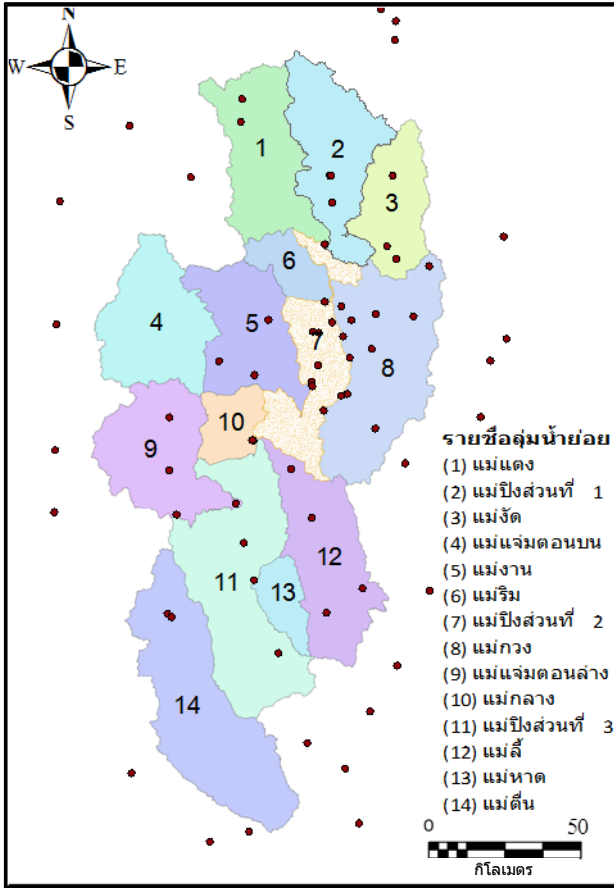 N
W E
S
1
2
3
4
5
6
7
8
9
10
11
12
13
14
รายชื่อลุ่มน้ำย่อย
(1) แม่แตง
(2) แม่ปิงส่วนที่ 1
(3) แม่งัด
(4) แม่แจ่มตอนบน
(5) แม่งาน
(6) แม่ริม
(7) แม่ปิงส่วนที่ 2
(8) แม่กวง
(9) แม่แจ่มตอนล่าง
(10) แม่กลาง
(11) แม่ปิงส่วนที่ 3
(12) แม่ลี้
(13) แม่หาด
(14) แม่ตื่น
0 50
กิโลเมตร